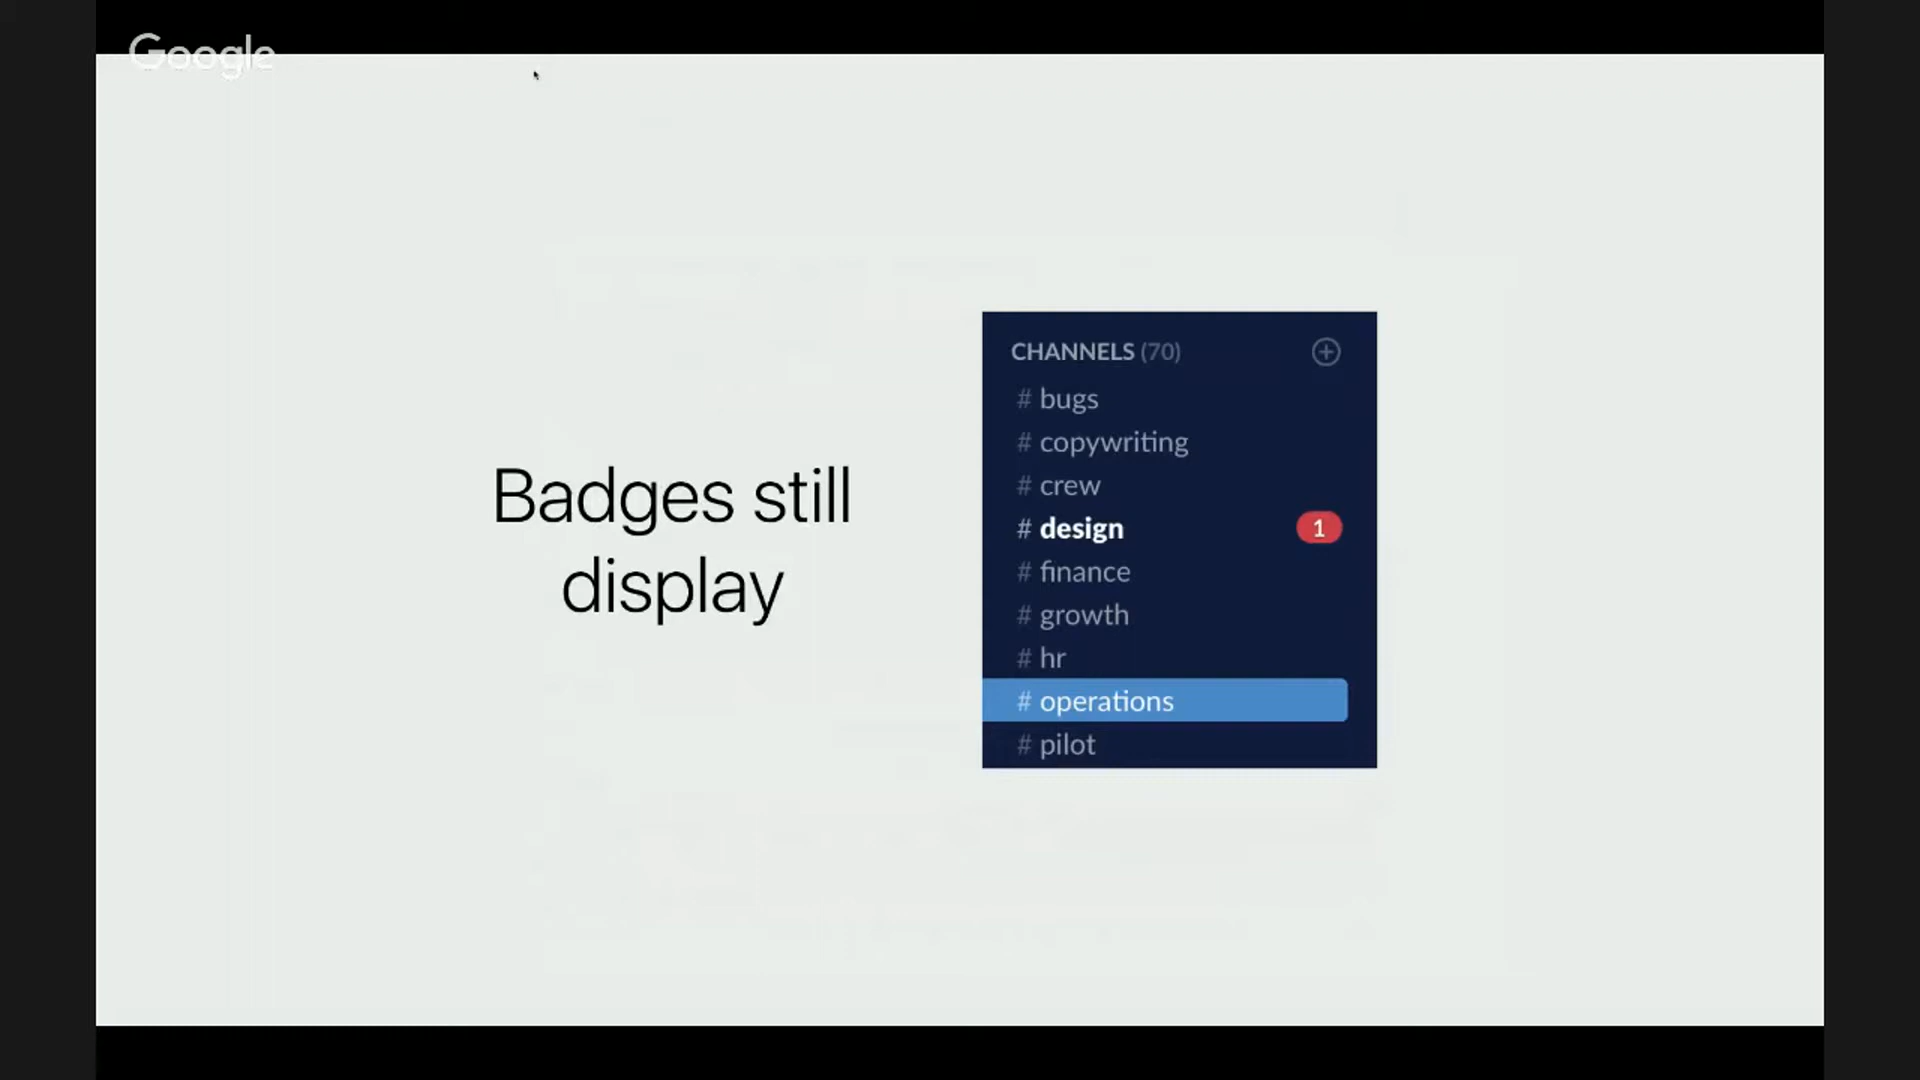 Google
Badges still
display
CHANNELS (70)
# bugs
# copywriting
# crew
# design 1
# finance
# growth
# hr
# operations
# pilot